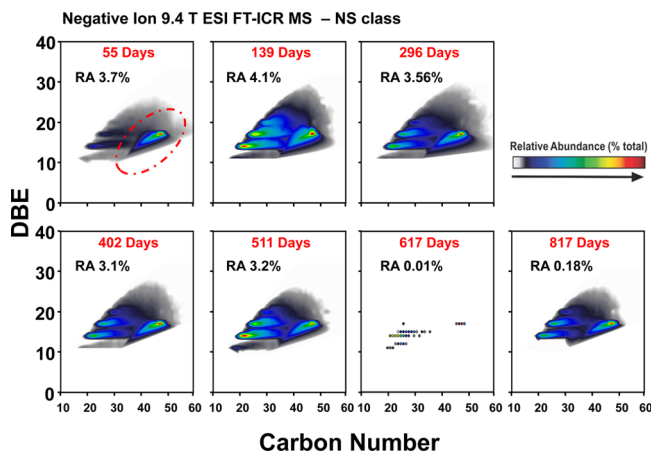 Negative Ion 9.4 T ESI FT-ICR MS – NS class
40
30
20
10
0
55 Days
RA 3.7%
139 Days
RA 4.1%
296 Days
RA 3.56%
Relative Abundance (% total)
DBE
40
30
20
10
0
402 Days
RA 3.1%
511 Days
RA 3.2%
617 Days
RA 0.01%
817 Days
RA 0.18%
10 20 30 40 50 60 10 20 30 40 50 60 10 20 30 40 50 60 10 20 30 40 50 60
Carbon Number